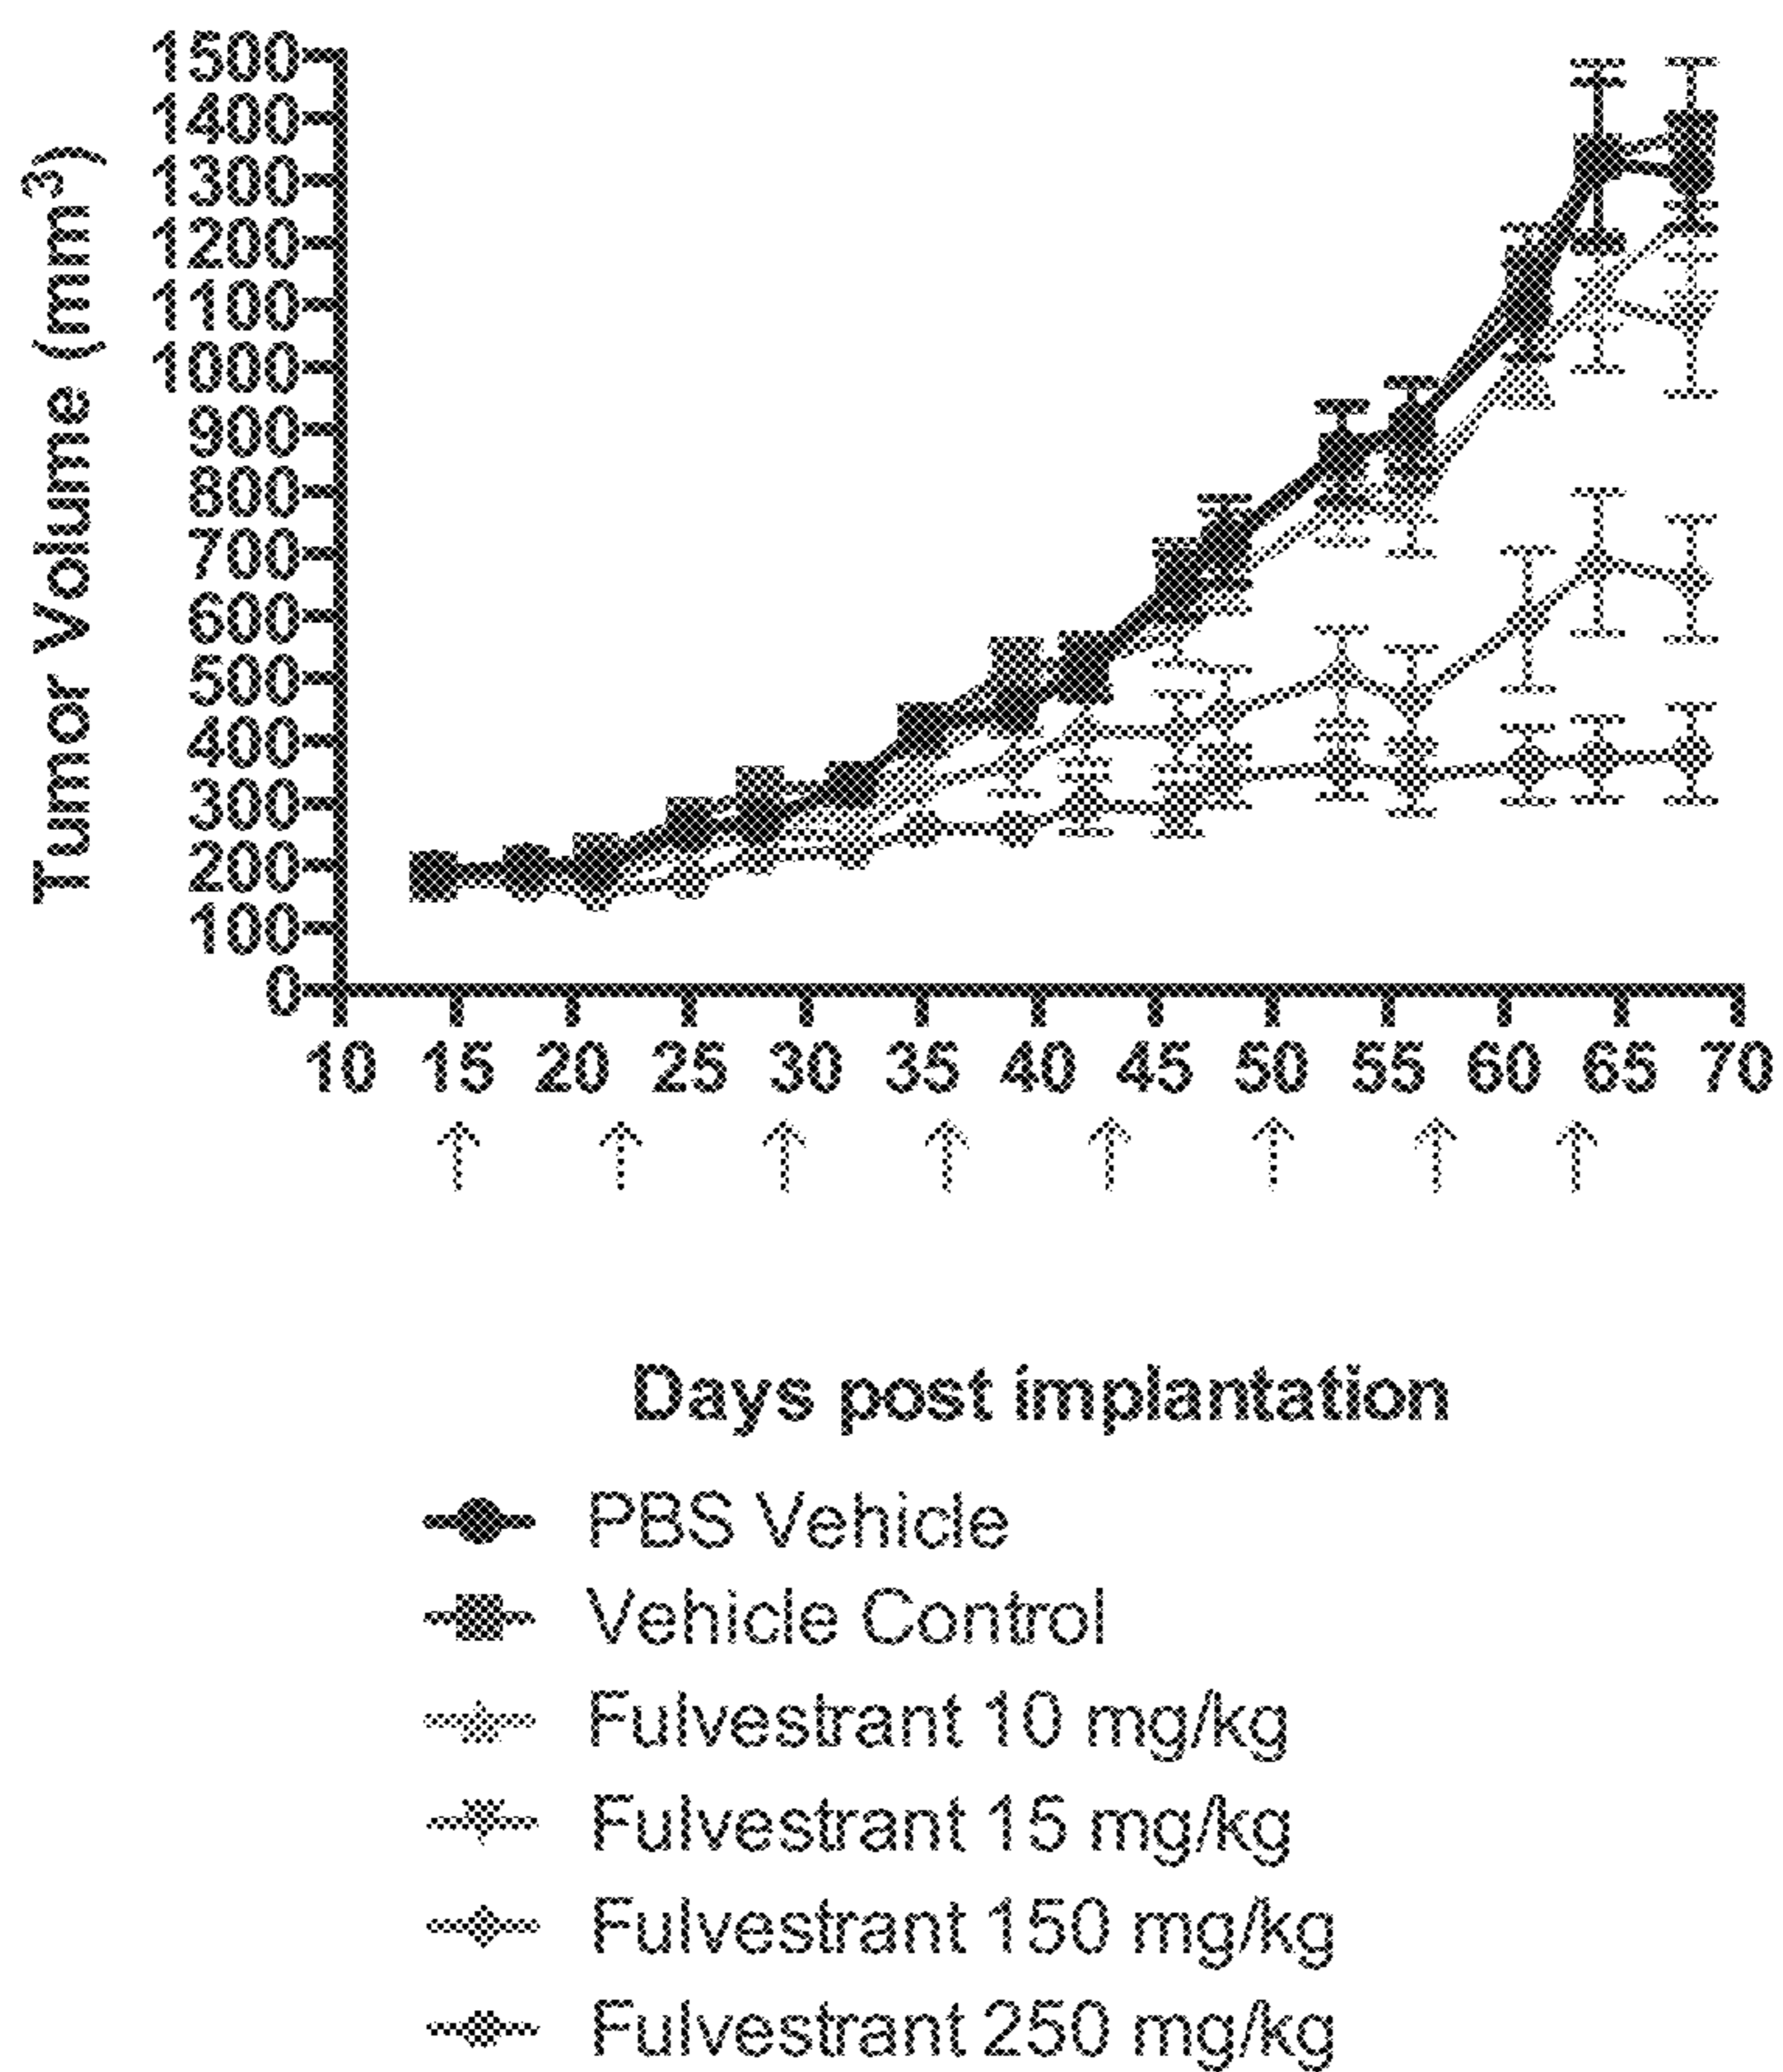 Tumor Volume (mm³)
1500
1400
1300
1200
1100
1000
900
800
700
600
500
400
300
200
100
0
10 15 20 25 30 35 40 45 50 55 60 65 70
↑ ↑ ↑ ↑ ↑ ↑ ↑ ↑
Days post implantation
PBS Vehicle
Vehicle Control
Fulvestrant 10 mg/kg
Fulvestrant 15 mg/kg
Fulvestrant 150 mg/kg
Fulvestrant 250 mg/kg